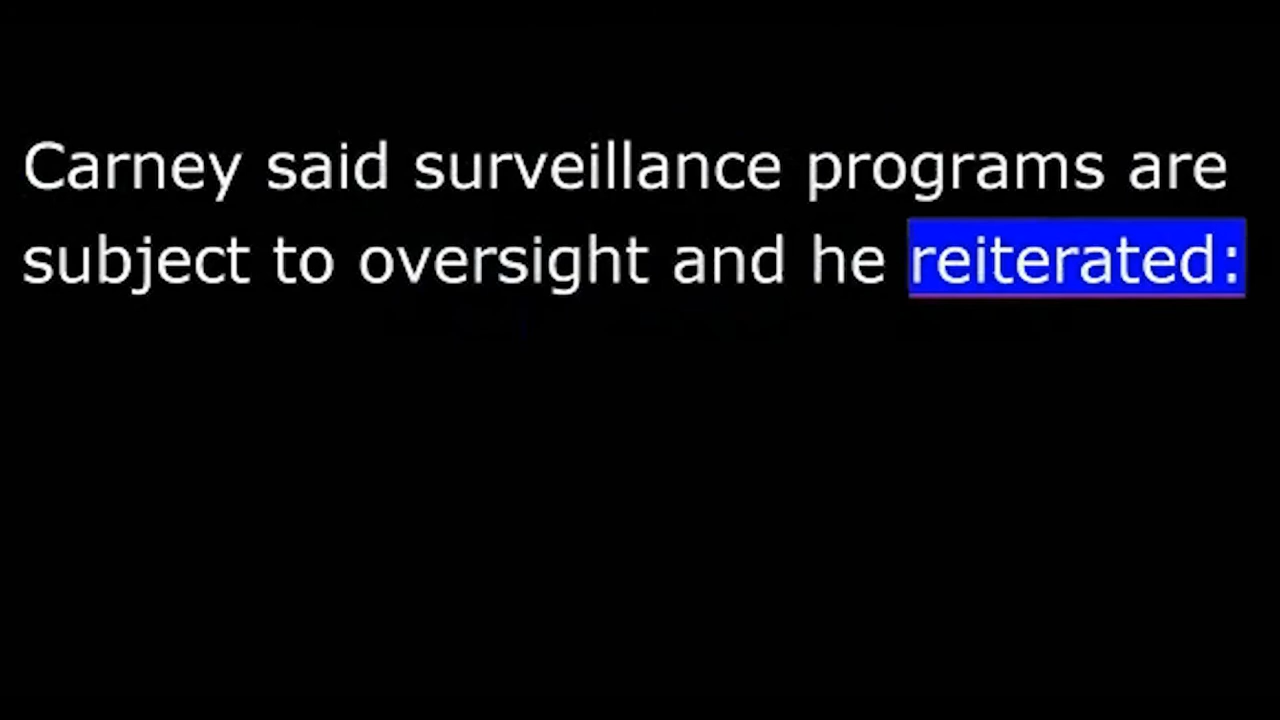 Carney said surveillance programs are
subject to oversight and he reiterated: